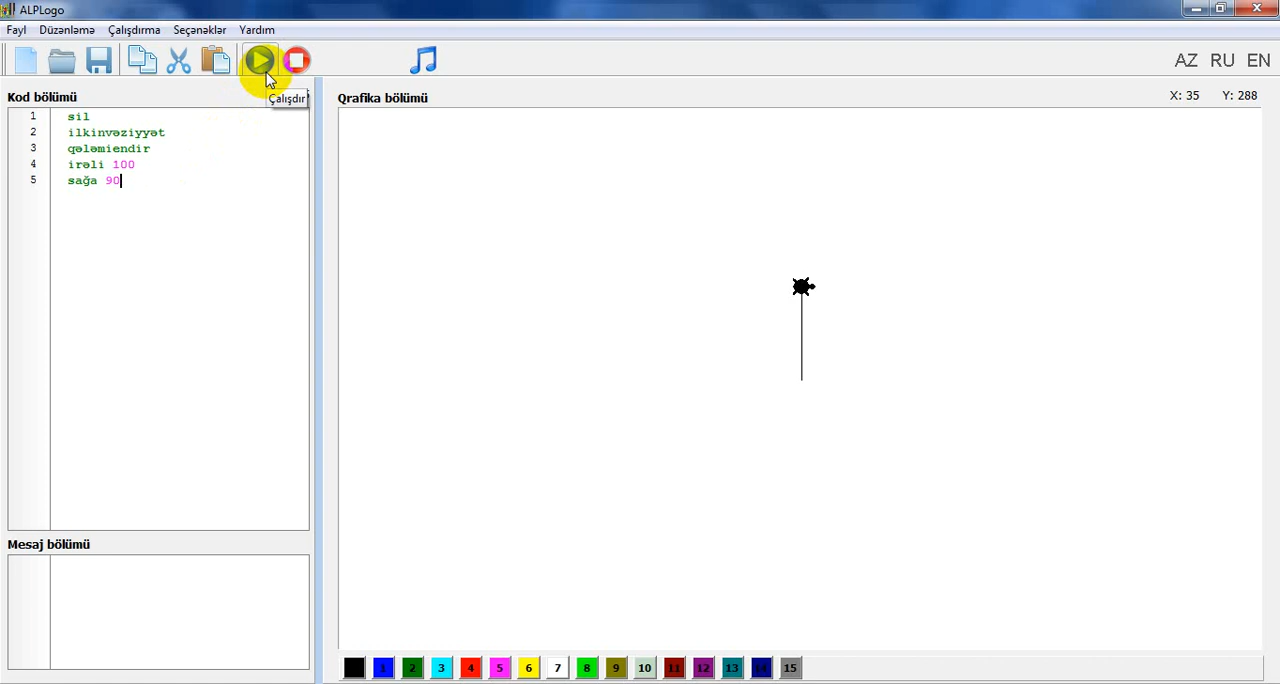 ALPLogo
Fayl Düzənləmə Çalışdırma Seçənəklər Yardım
AZ RU EN
Kod bölümü
Çalışdır
Qrafika bölümü
X: 35 Y: 288
1 sil
2 ilkinvəziyyət
3 qələmiendir
4 irəli 100
5 sağa 90
Mesaj bölümü
1 2 3 4 5 6 7 8 9 10 11 12 13 14 15